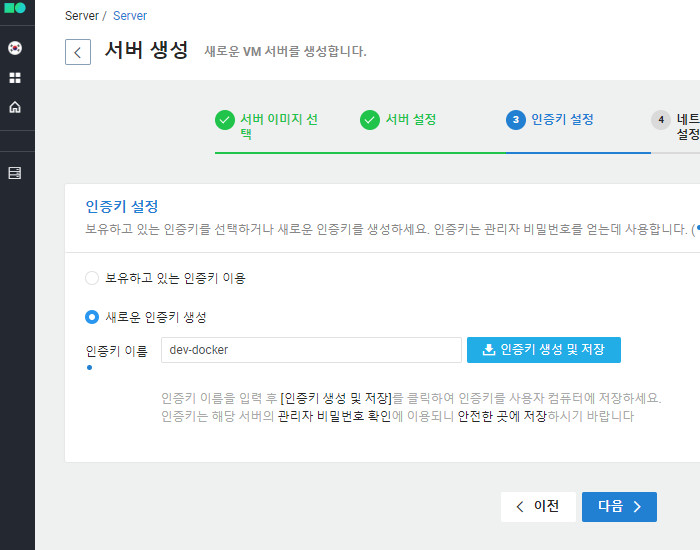 Server / Server
서버 생성 새로운 VM 서버를 생성합니다.
서버 이미지 선
택
서버 설정
3 인증키 설정
4 네트
설정
인증키 설정
보유하고 있는 인증키를 선택하거나 새로운 인증키를 생성하세요. 인증키는 관리자 비밀번호를 얻는데 사용합니다. (
보유하고 있는 인증키 이용
새로운 인증키 생성
인증키 이름 dev-docker 인증키 생성 및 저장
인증키 이름을 입력 후 [인증키 생성 및 저장]를 클릭하여 인증키를 사용자 컴퓨터에 저장하세요.
인증키는 해당 서버의 관리자 비밀번호 확인에 이용되니 안전한 곳에 저장하시기 바랍니다
이전 다음